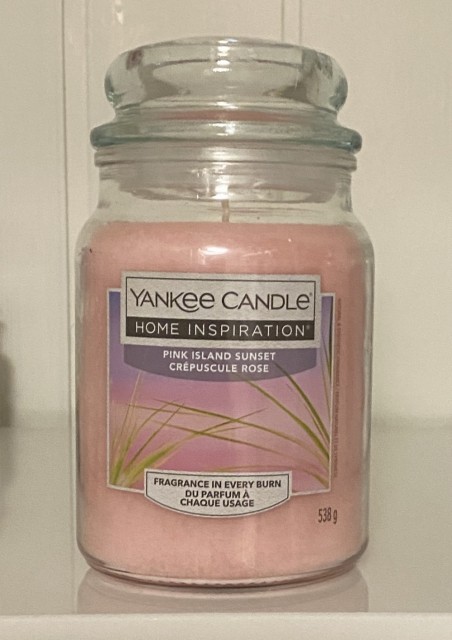 YANKEE CANDLE®
HOME INSPIRATION®
PINK ISLAND SUNSET
CRÉPUSCULE ROSE
FRAGRANCE IN EVERY BURN
DU PARFUM À
CHAQUE USAGE
538 g